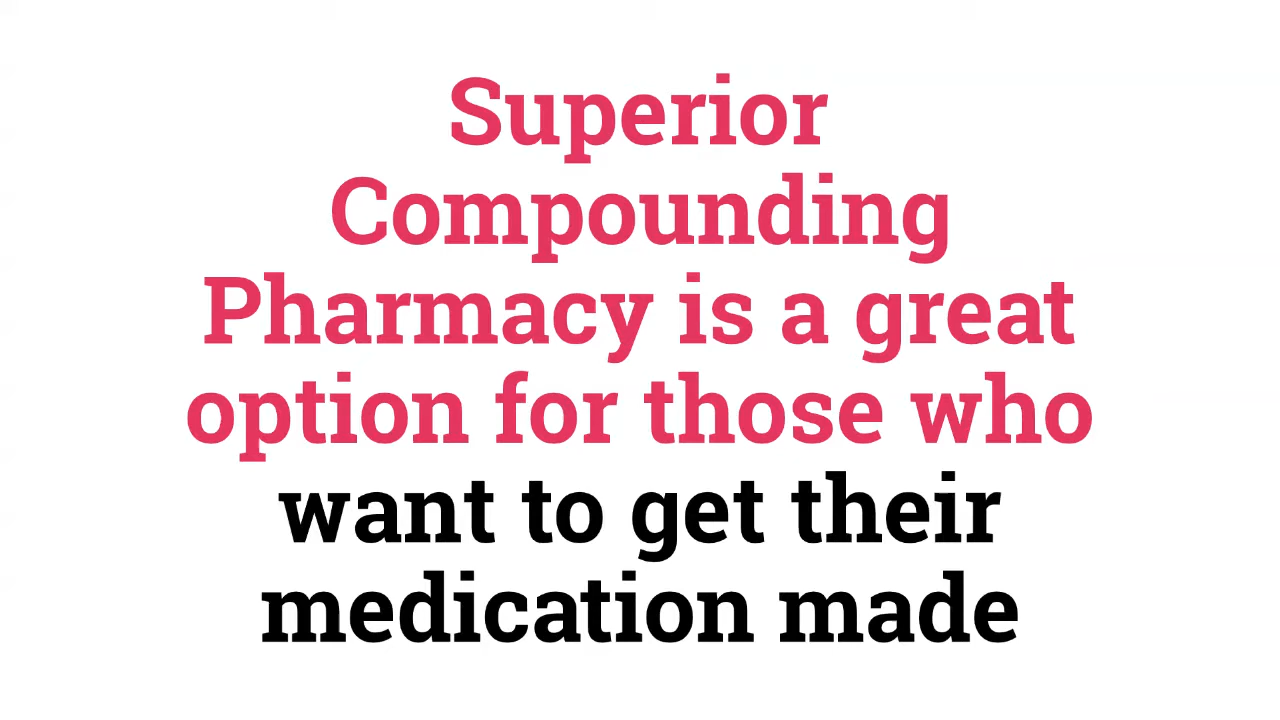 Superior
Compounding
Pharmacy is a great
option for those who
want to get their
medication made